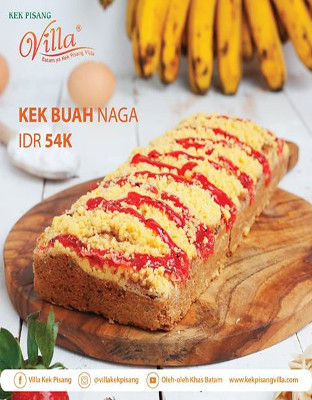 KEK PISANG
Villa®
Batam ya Kek Pisang Villa
KEK BUAH NAGA
IDR 54K
Villa Kek Pisang @villakekpisang Oleh-oleh Khas Batam www.kekpisangvilla.com